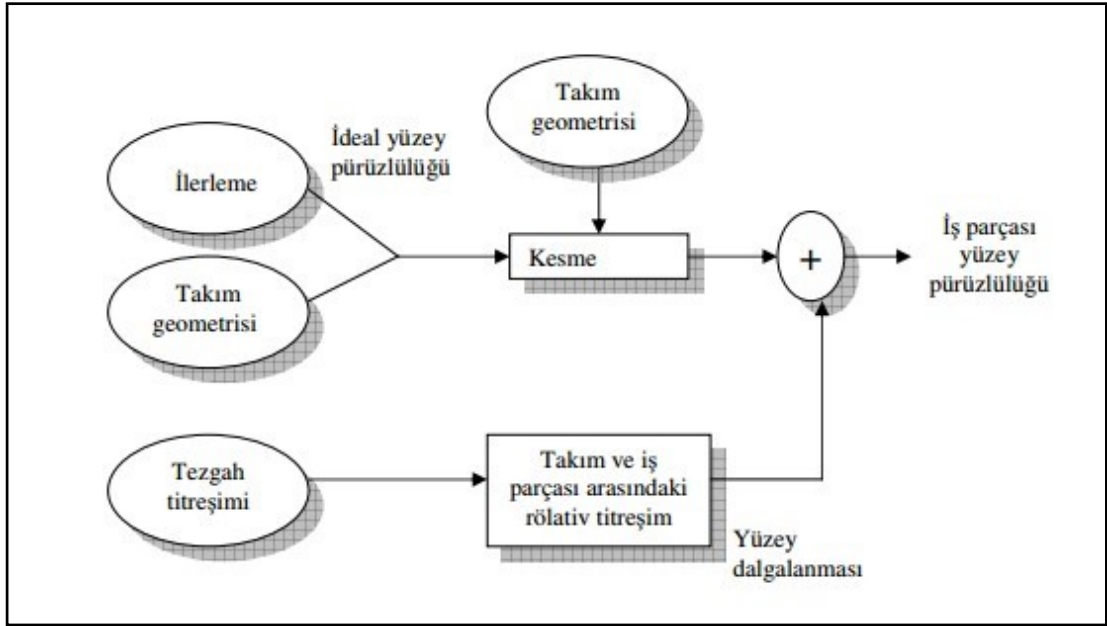 Takım
geometrisi
İdeal yüzey
pürüzlülüğü
İlerleme
Takım
geometrisi
Kesme
+
İş parçası
yüzey
pürüzlülüğü
Tezgah
titreşimi
Takım ve iş
parçası arasındaki
rölativ titreşim
Yüzey
dalgalanması